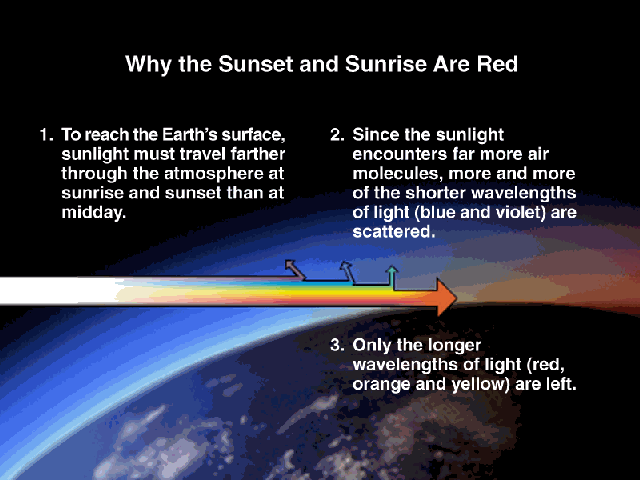 Why the Sunset and Sunrise Are Red
1. To reach the Earth's surface,
sunlight must travel farther
through the atmosphere at
sunrise and sunset than at
midday.
2. Since the sunlight
encounters far more air
molecules, more and more
of the shorter wavelengths
of light (blue and violet) are
scattered.
3. Only the longer
wavelengths of light (red,
orange and yellow) are left.